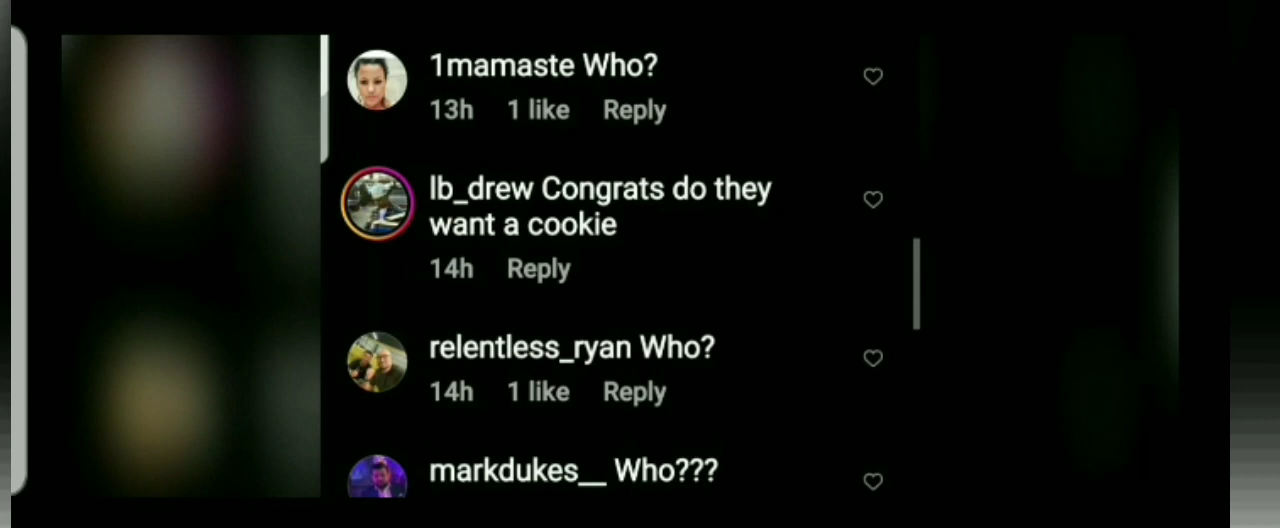 1mamaste Who?
13h 1 like Reply
lb_drew Congrats do they
want a cookie
14h Reply
relentless_ryan Who?
14h 1 like Reply
markdukes__ Who???